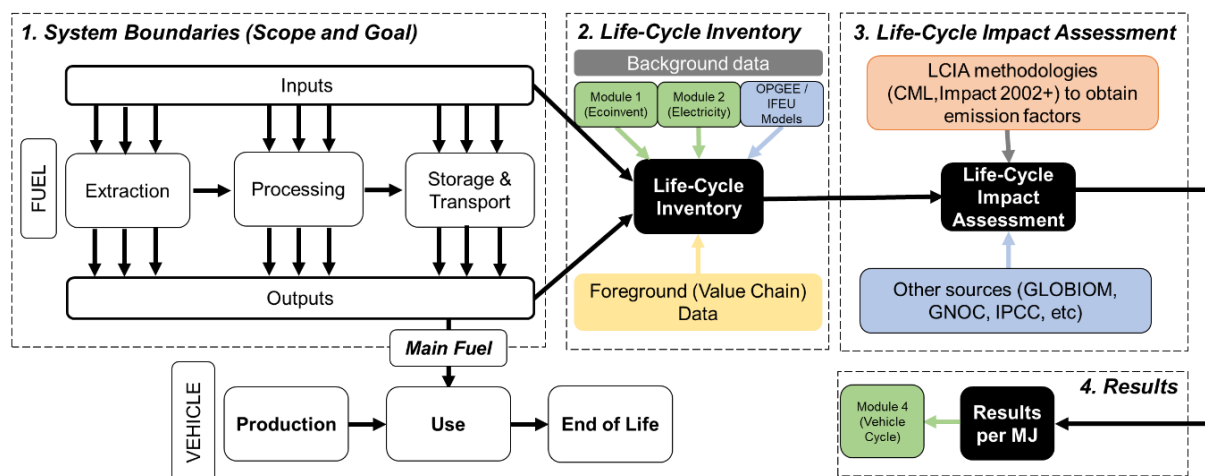 1. System Boundaries (Scope and Goal)
Inputs
FUEL
Extraction
Processing
Storage &
Transport
Outputs
Main Fuel
VEHICLE
Production
Use
End of Life
2. Life-Cycle Inventory
Background data
Module 1
(Ecoinvent)
Module 2
(Electricity)
OPGEE /
IFEU
Models
Life-Cycle
Inventory
Foreground (Value Chain)
Data
3. Life-Cycle Impact Assessment
LCIA methodologies
(CML,Impact 2002+) to obtain
emission factors
Life-Cycle
Impact
Assessment
Other sources (GLOBIOM,
GNOC, IPCC, etc)
4. Results
Module 4
(Vehicle
Cycle)
Results
per MJ